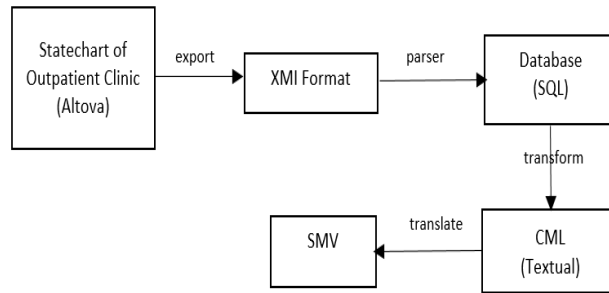 Statechart of
Outpatient Clinic
(Altova)
export
XMI Format
parser
Database
(SQL)
transform
CML
(Textual)
translate
SMV